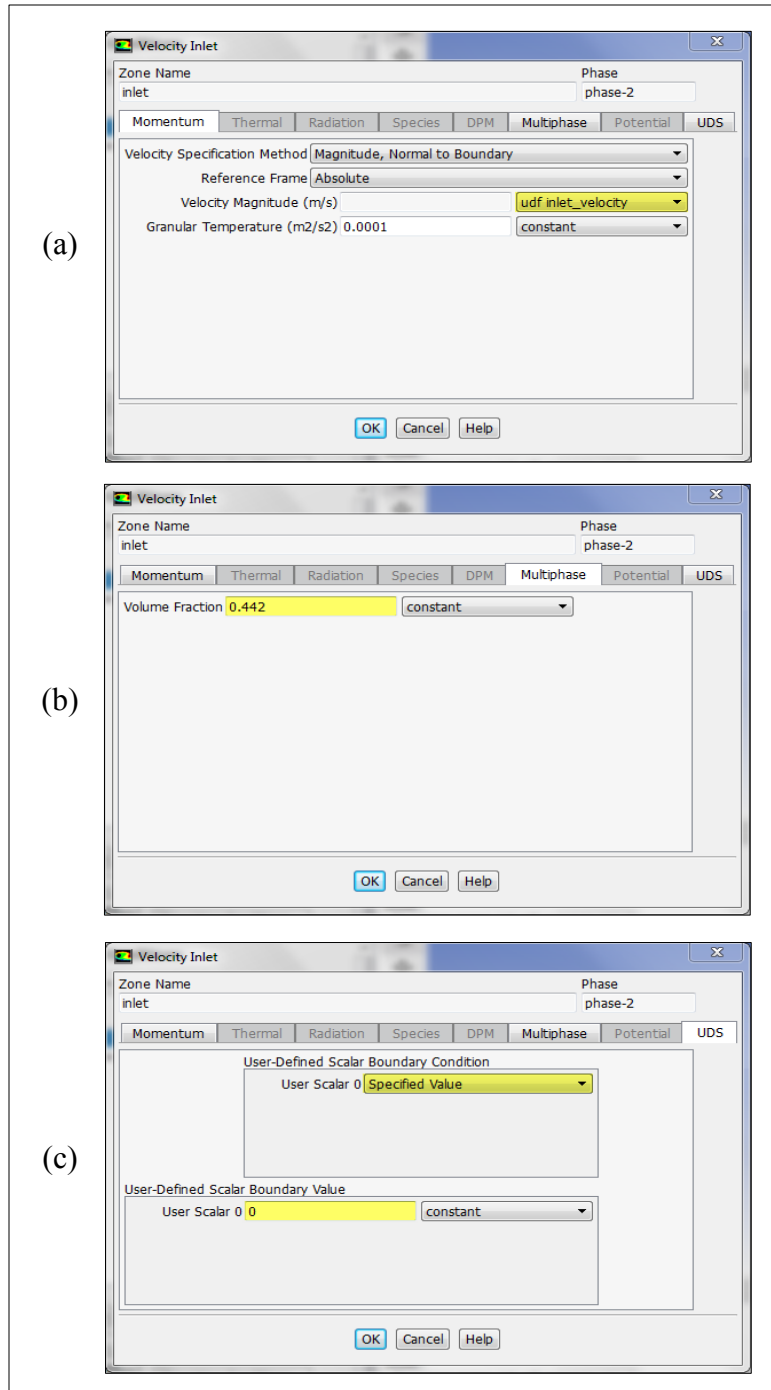 Velocity Inlet
Zone Name Phase
inlet phase-2
Momentum Thermal Radiation Species DPM Multiphase Potential UDS
Velocity Specification Method Magnitude, Normal to Boundary
Reference Frame Absolute
Velocity Magnitude (m/s) udf inlet_velocity
(a)
Granular Temperature (m2/s2) 0.0001 constant
OK Cancel Help
Velocity Inlet
Zone Name Phase
inlet phase-2
Momentum Thermal Radiation Species DPM Multiphase Potential UDS
Volume Fraction 0.442 constant
(b)
OK Cancel Help
Velocity Inlet
Zone Name Phase
inlet phase-2
Momentum Thermal Radiation Species DPM Multiphase Potential UDS
User-Defined Scalar Boundary Condition
User Scalar 0 Specified Value
(c)
User-Defined Scalar Boundary Value
User Scalar 0 0 constant
OK Cancel Help